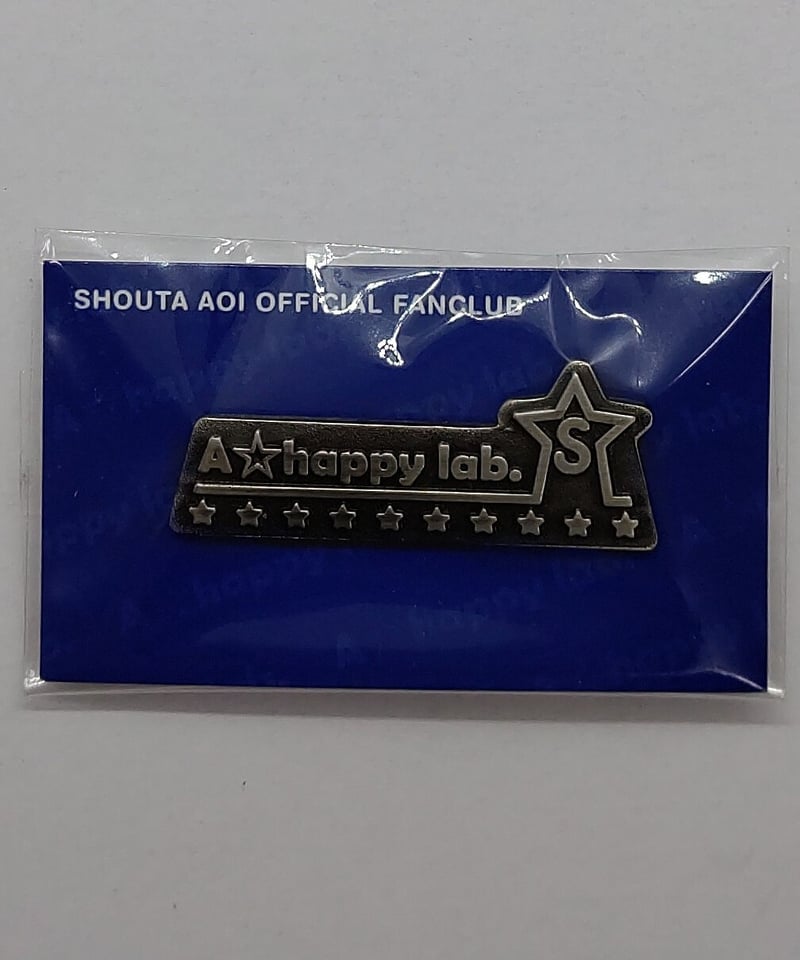 SHOUTA AOI OFFICIAL FANCLUB
A☆happy lab.
S